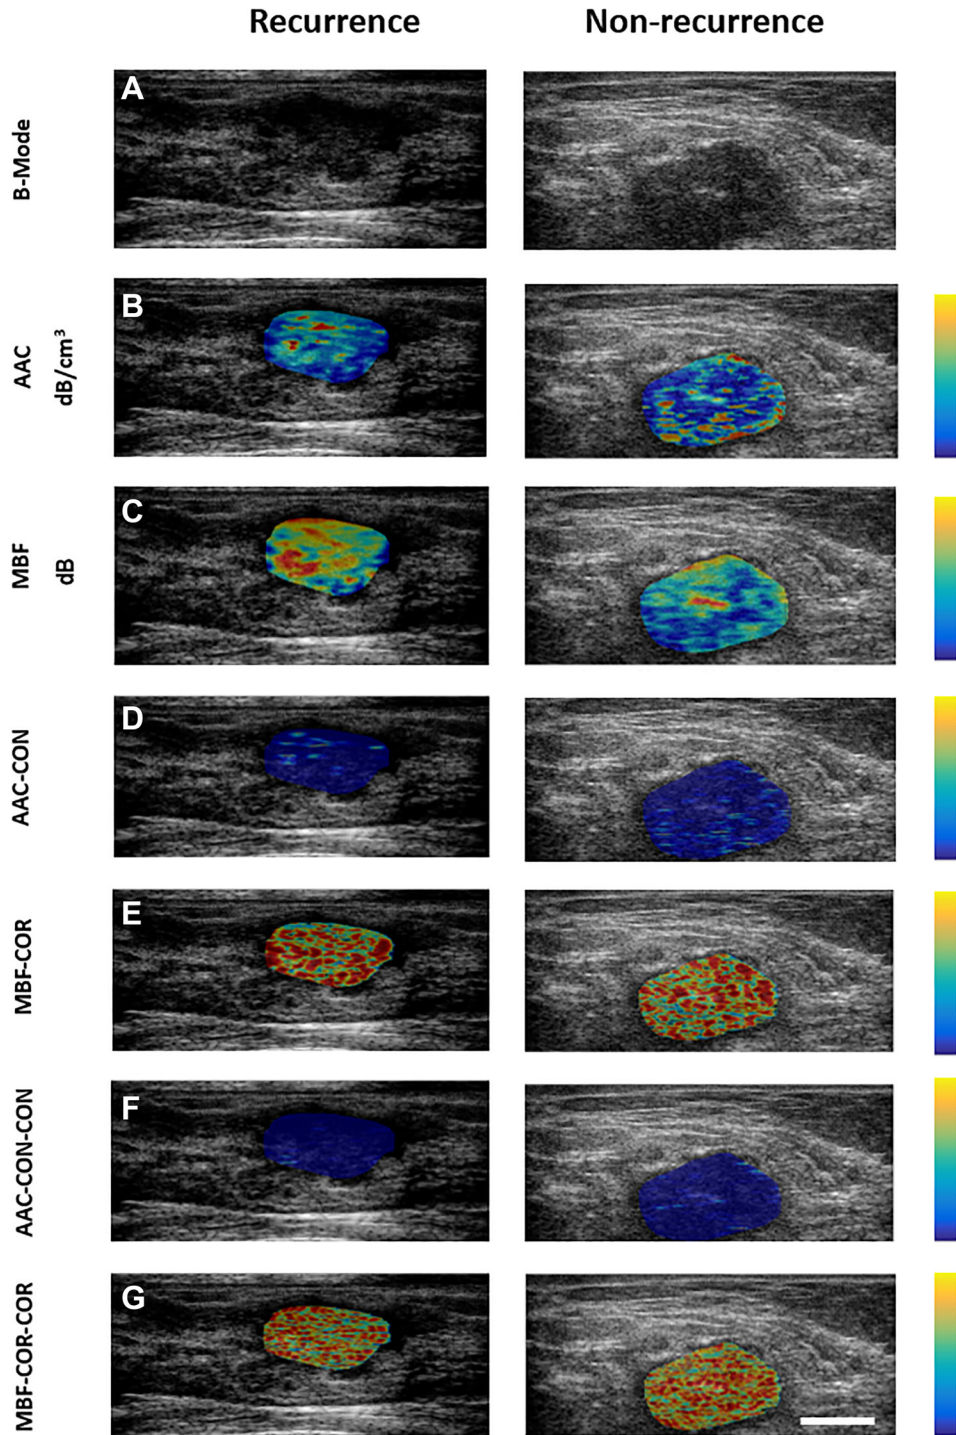 Recurrence Non-recurrence
B-Mode
A
AAC
dB/cm³
B
MBF
dB
C
AAC-CON
D
MBF-COR
E
AAC-CON-CON
F
MBF-COR-COR
G